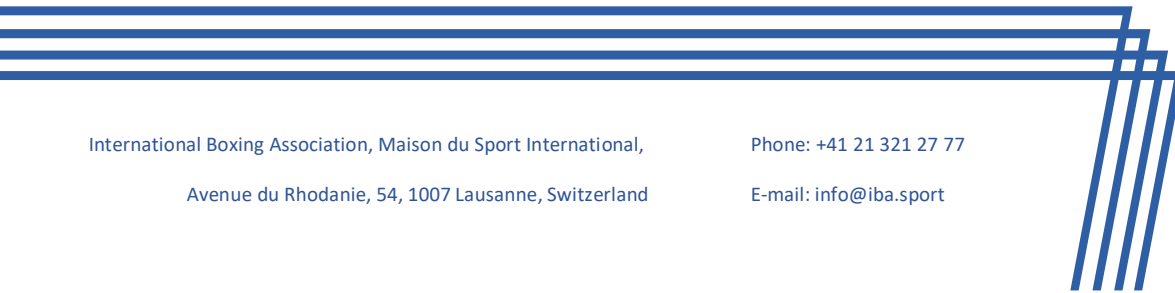 International Boxing Association, Maison du Sport International,
Phone: +41 21 321 27 77
Avenue du Rhodanie, 54, 1007 Lausanne, Switzerland
E-mail: info@iba.sport